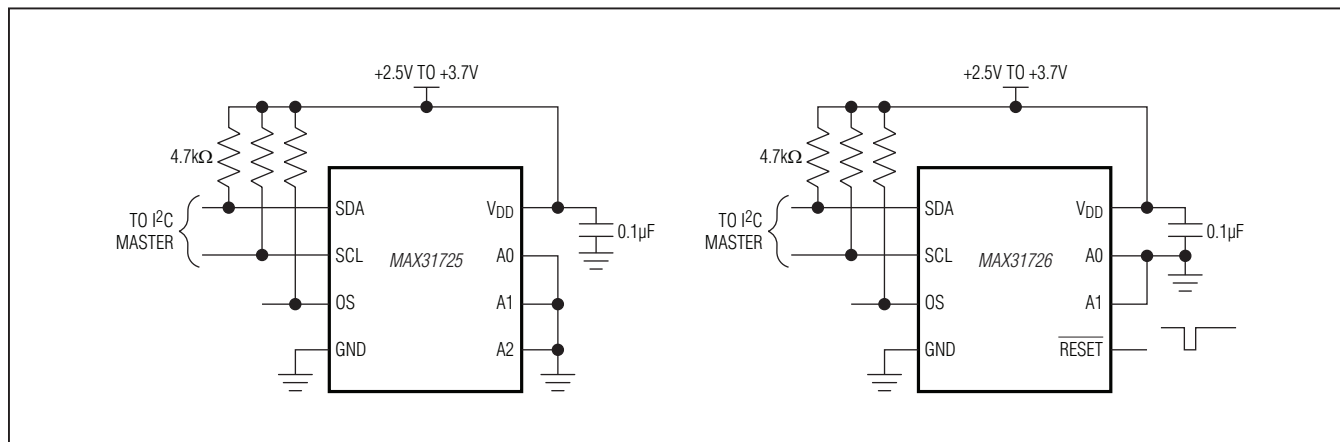 +2.5V TO +3.7V
4.7kΩ
TO I²C
MASTER
SDA
SCL
OS
GND
MAX31725
VDD
A0
A1
A2
0.1µF
+2.5V TO +3.7V
4.7kΩ
TO I²C
MASTER
SDA
SCL
OS
GND
MAX31726
VDD
A0
A1
RESET
0.1µF